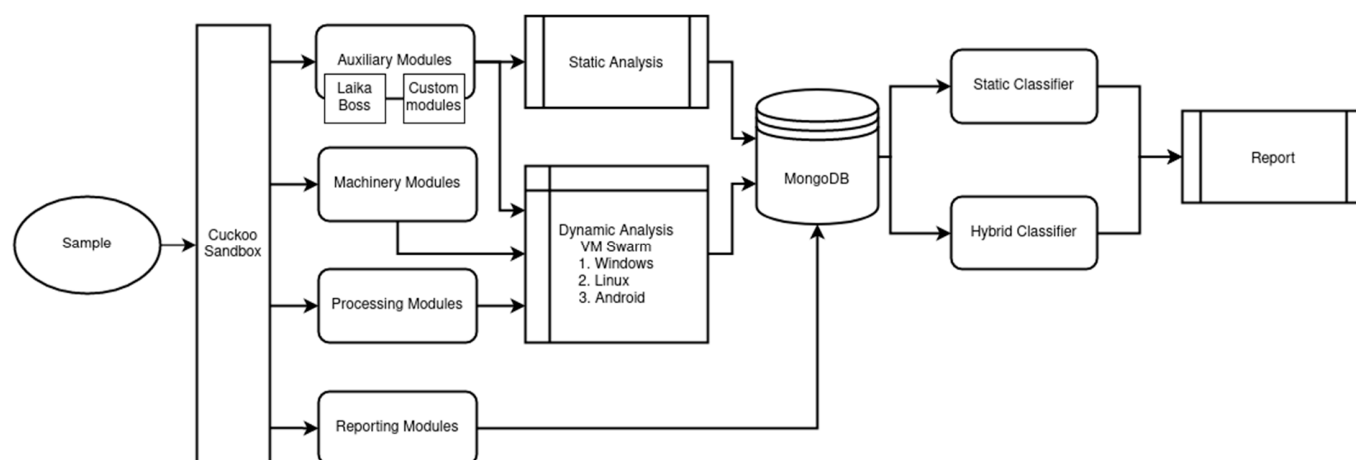 Sample
Cuckoo
Sandbox
Auxiliary Modules
Laika
Boss
Custom
modules
Machinery Modules
Processing Modules
Reporting Modules
Static Analysis
Dynamic Analysis
VM Swarm
1. Windows
2. Linux
3. Android
MongoDB
Static Classifier
Hybrid Classifier
Report